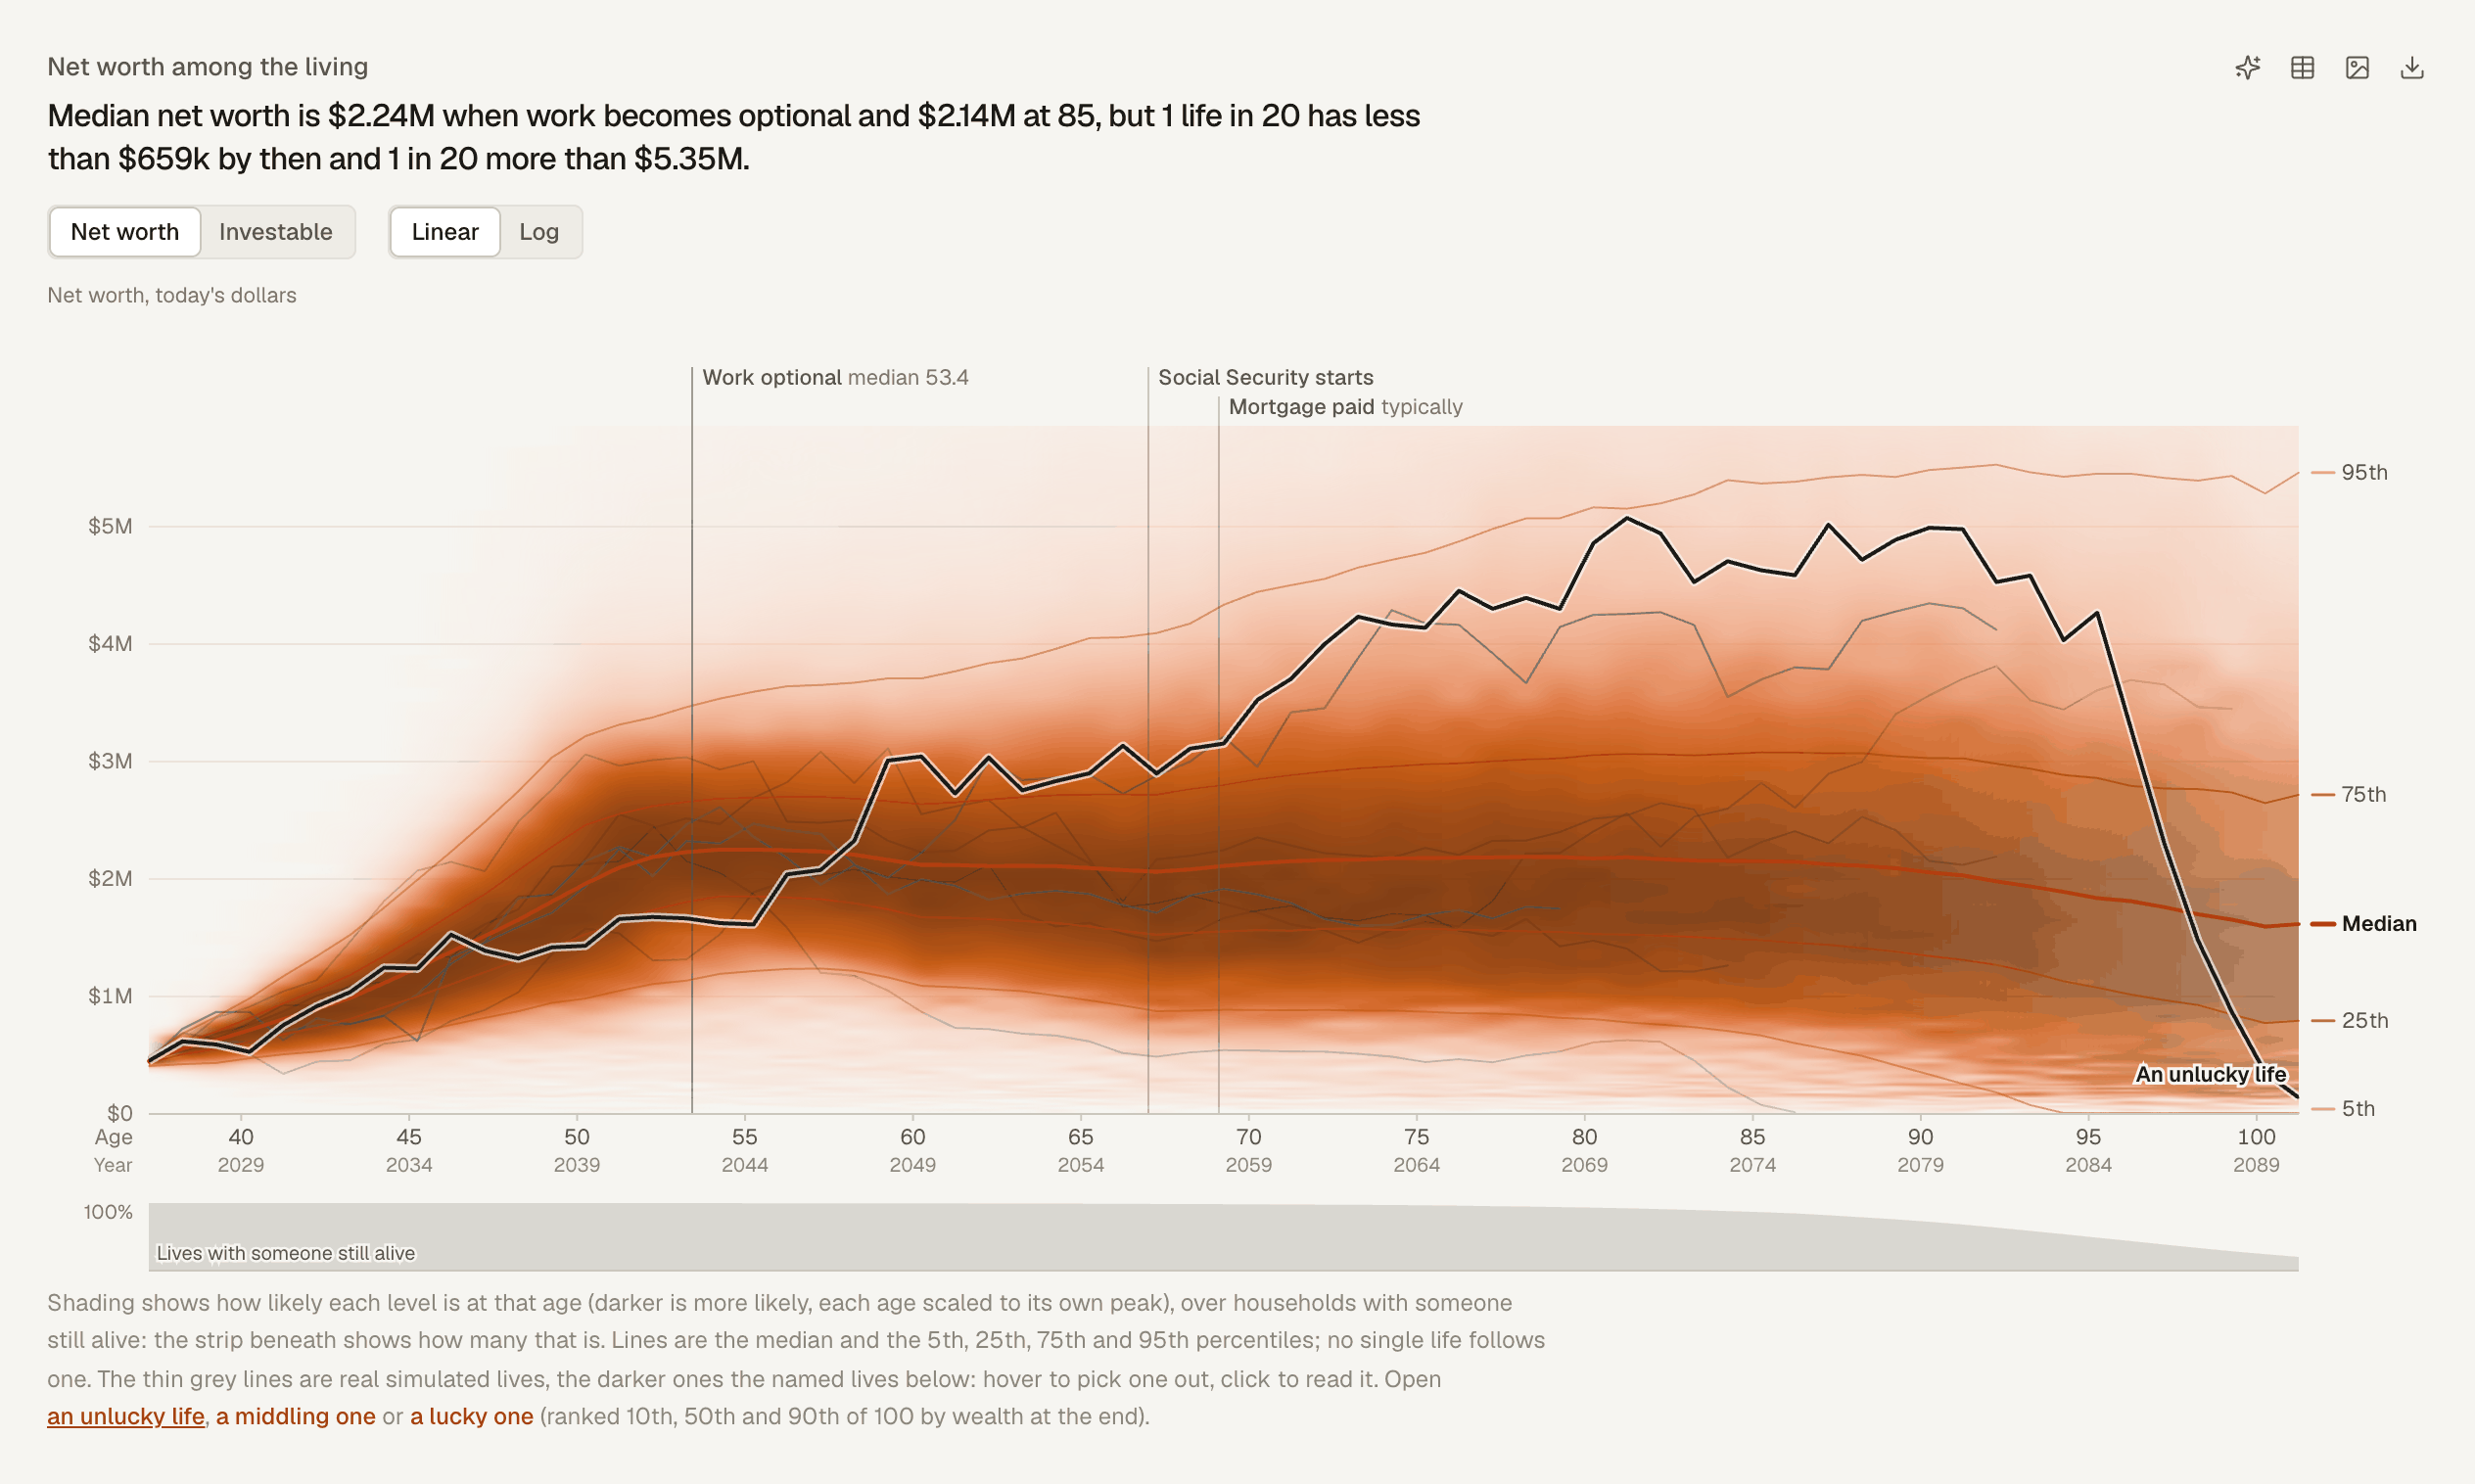 Net worth among the living
Median net worth is $2.24M when work becomes optional and $2.14M at 85, but 1 life in 20 has less
than $659k by then and 1 in 20 more than $5.35M.
Net worth Investable Linear Log
Net worth, today's dollars
Work optional median 53.4
Social Security starts
Mortgage paid typically
95th
$5M
$4M
$3M
75th
$2M
Median
$1M
25th
An unlucky life
5th
$0
Age 40 45 50 55 60 65 70 75 80 85 90 95 100
Year 2029 2034 2039 2044 2049 2054 2059 2064 2069 2074 2079 2084 2089
100%
Lives with someone still alive
Shading shows how likely each level is at that age (darker is more likely, each age scaled to its own peak), over households with someone
still alive: the strip beneath shows how many that is. Lines are the median and the 5th, 25th, 75th and 95th percentiles; no single life follows
one. The thin grey lines are real simulated lives, the darker ones the named lives below: hover to pick one out, click to read it. Open
an unlucky life, a middling one or a lucky one (ranked 10th, 50th and 90th of 100 by wealth at the end).